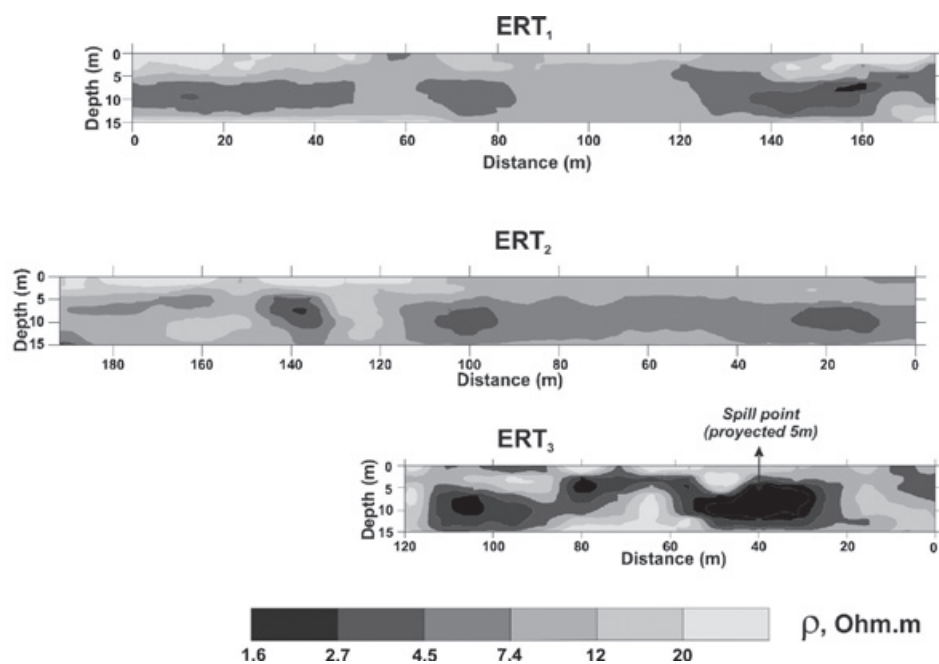 ERT₁
0
5
10
15
Depth (m)
0 20 40 60 80 100 120 140 160
Distance (m)
ERT₂
0
5
10
15
Depth (m)
180 160 140 120 100 80 60 40 20 0
Distance (m)
Spill point
(proyected 5m)
ERT₃
0
5
10
15
Depth (m)
120 100 80 60 40 20 0
Distance (m)
ρ, Ohm.m
1.6 2.7 4.5 7.4 12 20